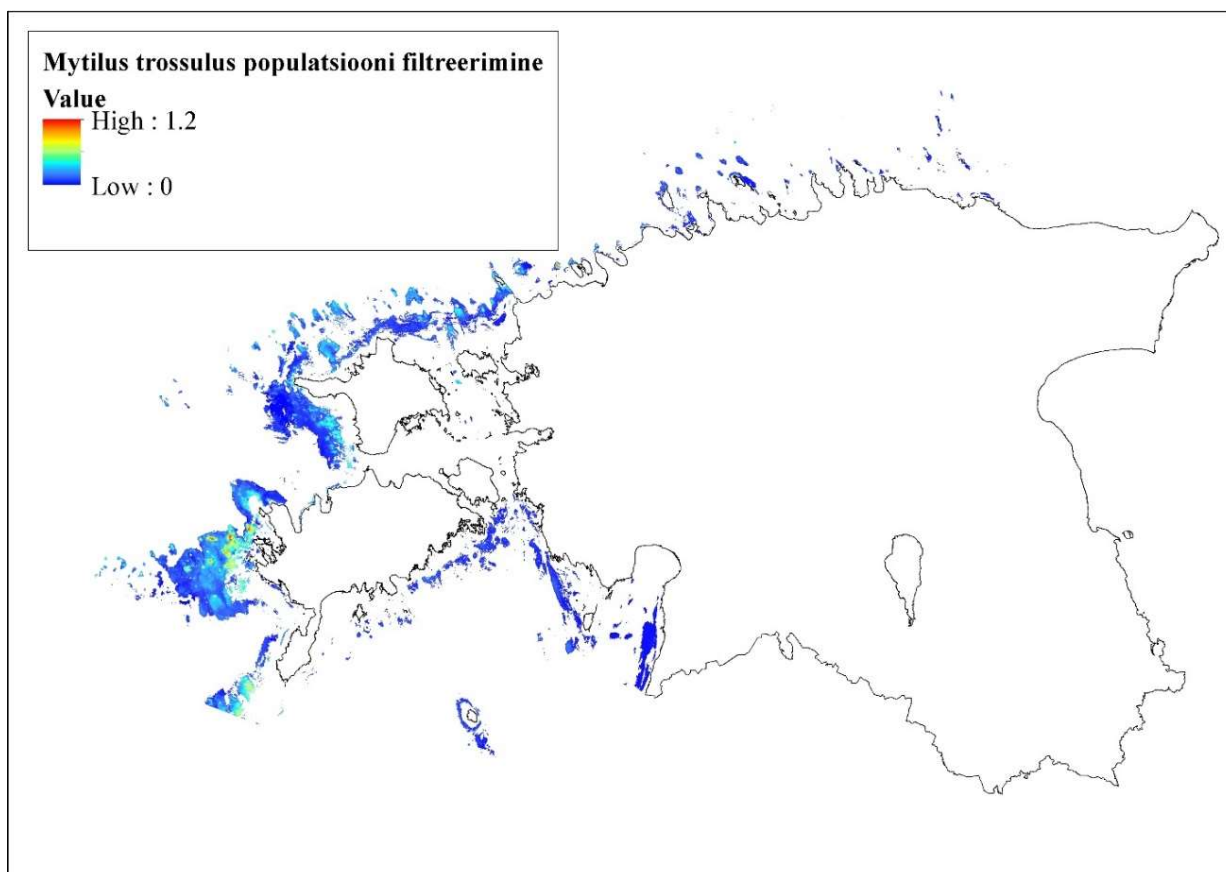 Mytilus trossulus populatsiooni filtreerimine
Value
High : 1.2
Low : 0